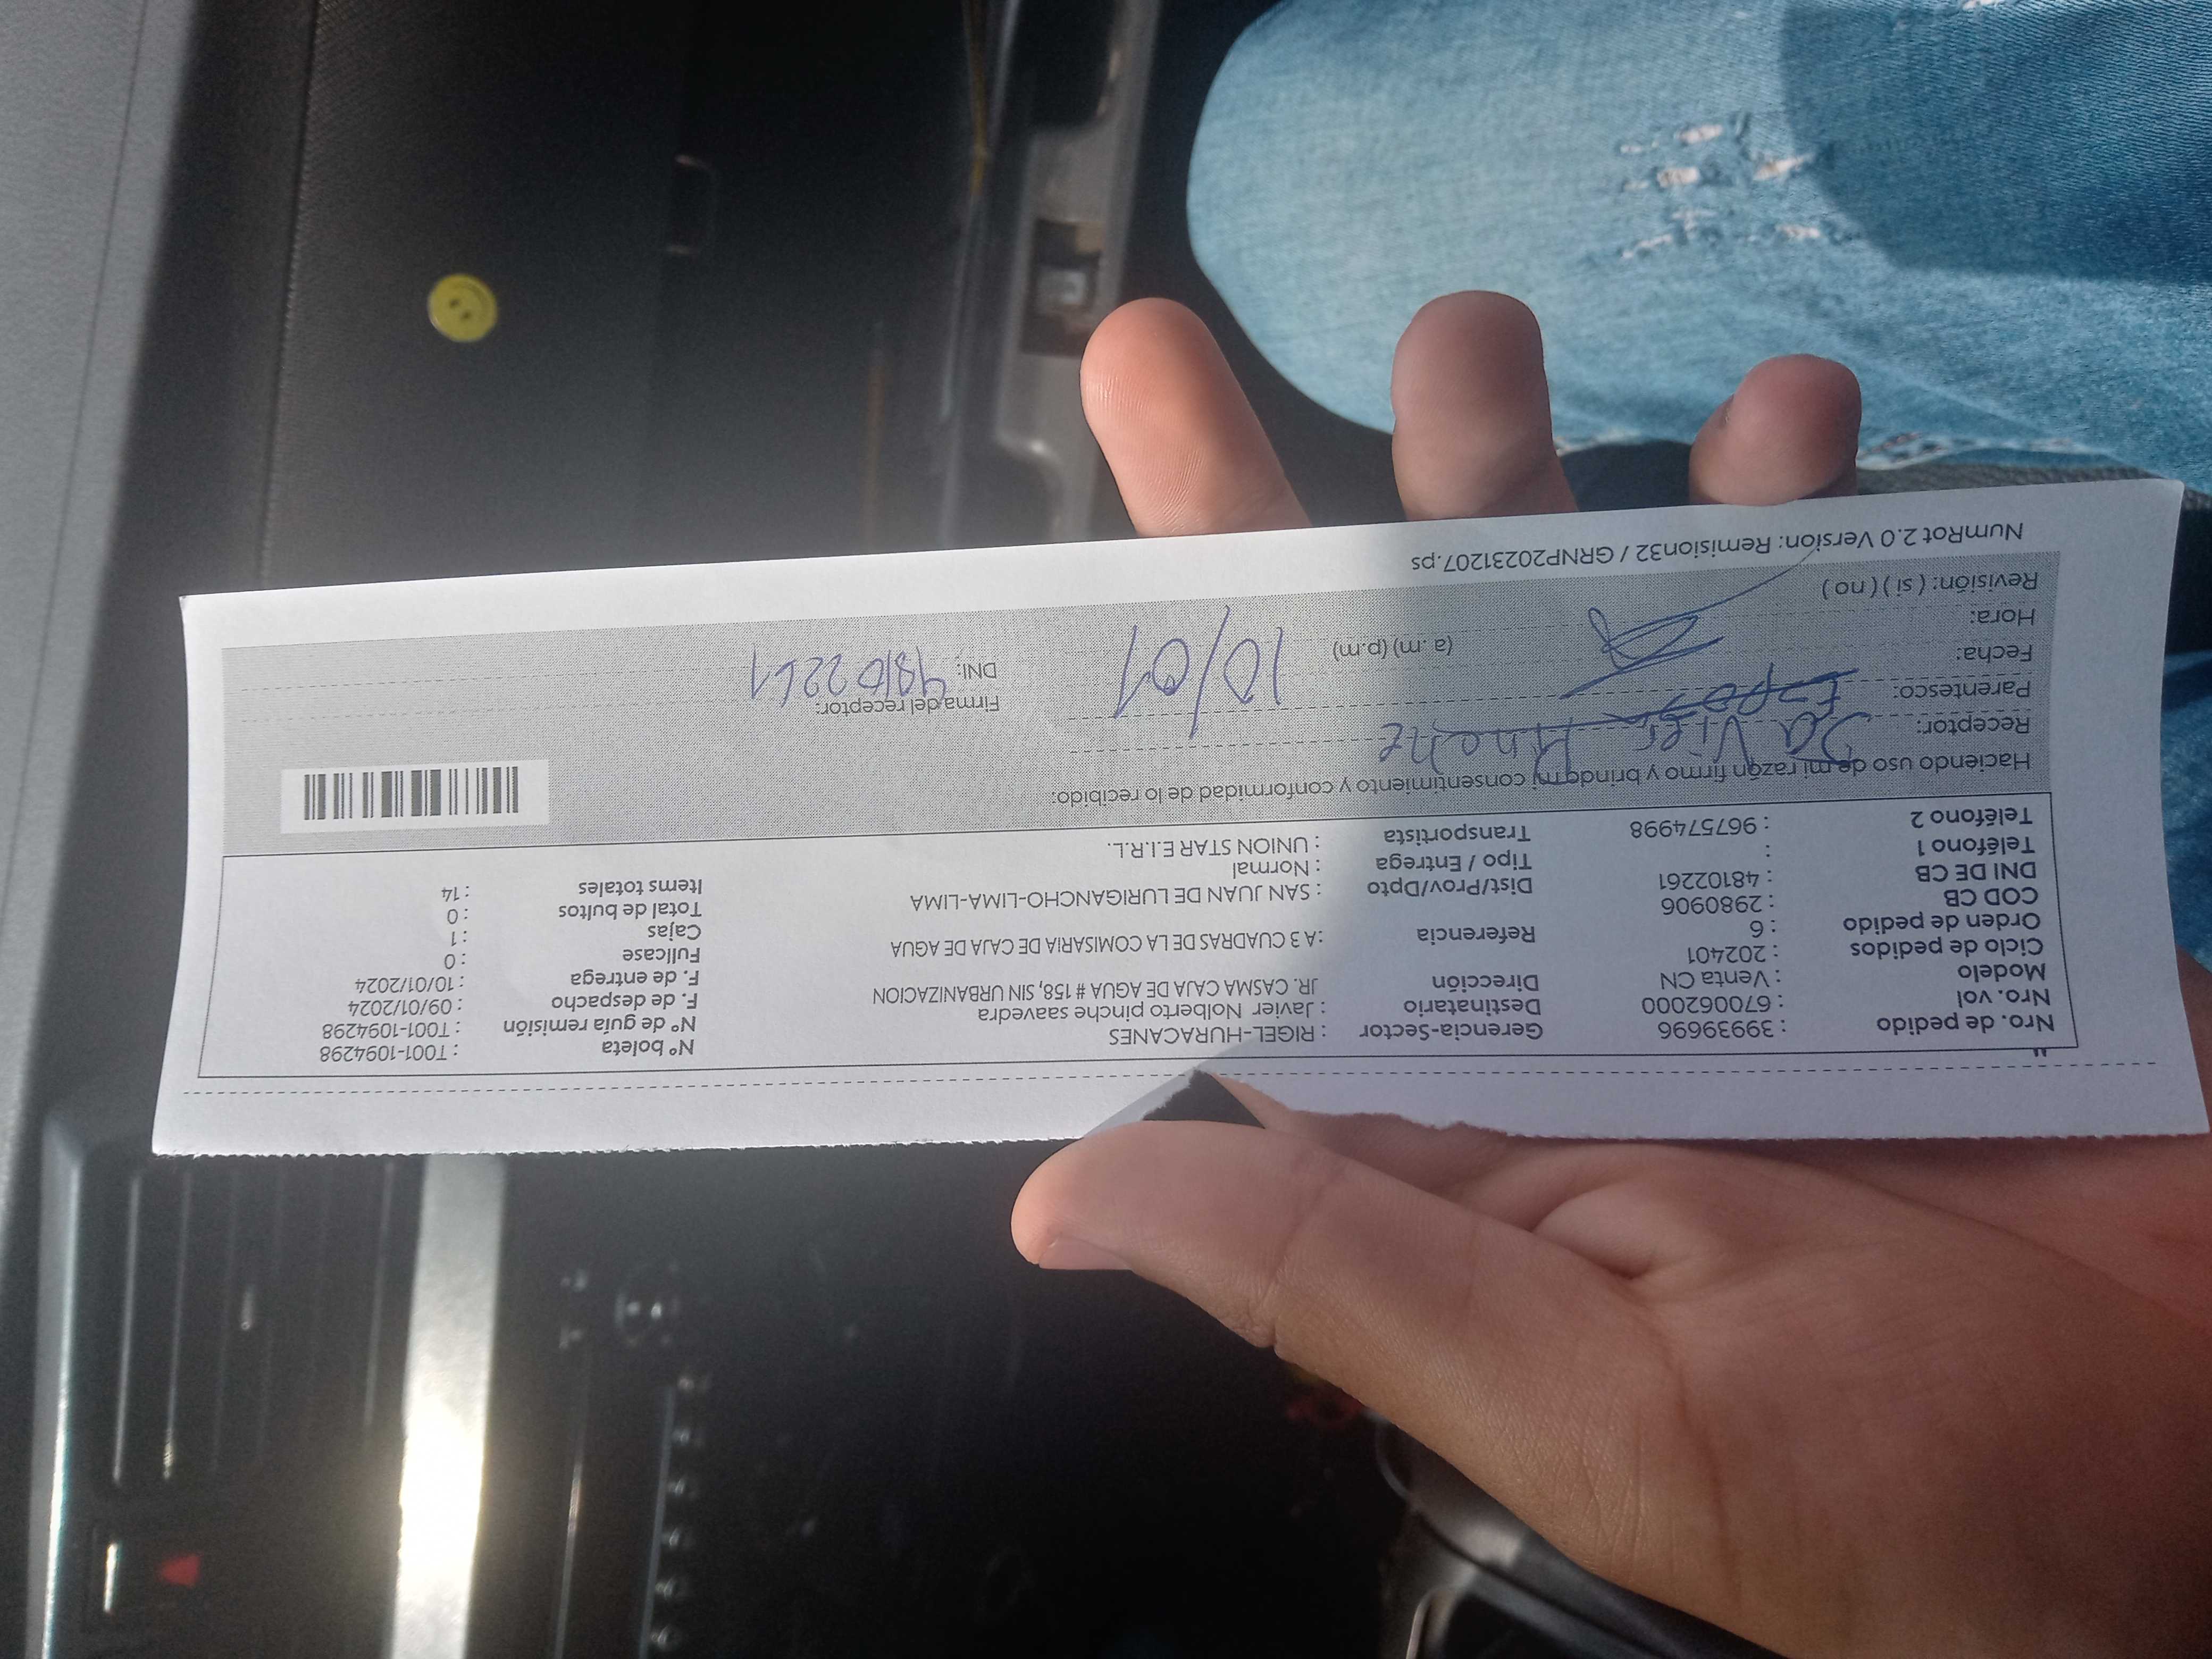 Nro. de pedido : 39939696 Gerencia-Sector : RIGEL-HURACANES N° boleta : T001-1094298
Nro. vol : 670062000 Destinatario : Javier Nolberto pinche saavedra N° de guía remisión : T001-1094298
Modelo : Venta CN Dirección JR. CASMA CAJA DE AGUA # 158, SIN URBANIZACION F. de despacho : 09/01/2024
Ciclo de pedidos : 202401 F. de entrega : 10/01/2024
Orden de pedido : 6 Referencia : A 3 CUADRAS DE LA COMISARIA DE CAJA DE AGUA Fullcase : 0
COD CB : 2980906 Cajas : 1
DNI DE CB : 48102261 Dist/Prov/Dpto : SAN JUAN DE LURIGANCHO-LIMA-LIMA Total de bultos : 0
Teléfono 1 : Tipo / Entrega : Normal Items totales : 14
Teléfono 2 : 967574998 Transportista : UNION STAR E.I.R.L.
Haciendo uso de mi razón firmo y brindo mi consentimiento y conformidad de lo recibido:
Receptor: Javier
Parentesco: Firma del receptor:
Fecha: 10/01 DNI: 48102261
Hora: (a. m) (p.m)
Revisión: ( si ) ( no )
NumRot 2.0 Version: Remision32 / GRNP20231207.ps